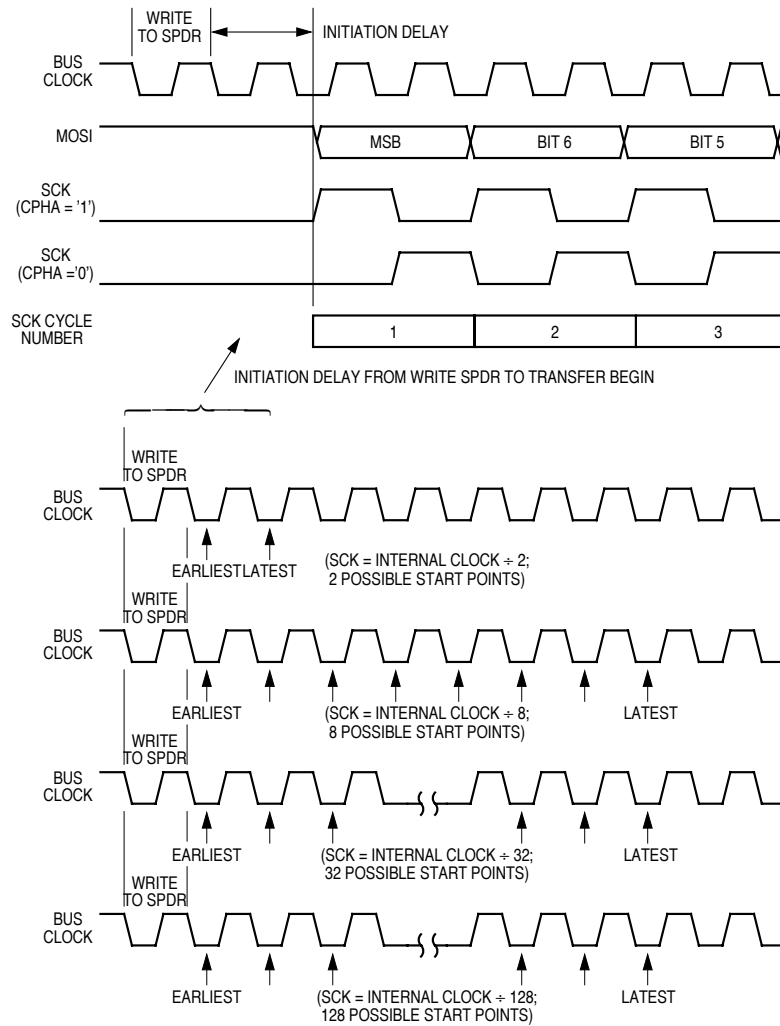 WRITE
TO SPDR
INITIATION DELAY
BUS
CLOCK
MOSI
MSB
BIT 6
BIT 5
SCK
(CPHA = '1')
SCK
(CPHA ='0')
SCK CYCLE
NUMBER
1
2
3
INITIATION DELAY FROM WRITE SPDR TO TRANSFER BEGIN
WRITE
TO SPDR
BUS
CLOCK
EARLIEST
LATEST
(SCK = INTERNAL CLOCK ÷ 2;
2 POSSIBLE START POINTS)
WRITE
TO SPDR
BUS
CLOCK
EARLIEST
(SCK = INTERNAL CLOCK ÷ 8;
8 POSSIBLE START POINTS)
LATEST
WRITE
TO SPDR
BUS
CLOCK
EARLIEST
(SCK = INTERNAL CLOCK ÷ 32;
32 POSSIBLE START POINTS)
LATEST
WRITE
TO SPDR
BUS
CLOCK
EARLIEST
(SCK = INTERNAL CLOCK ÷ 128;
128 POSSIBLE START POINTS)
LATEST